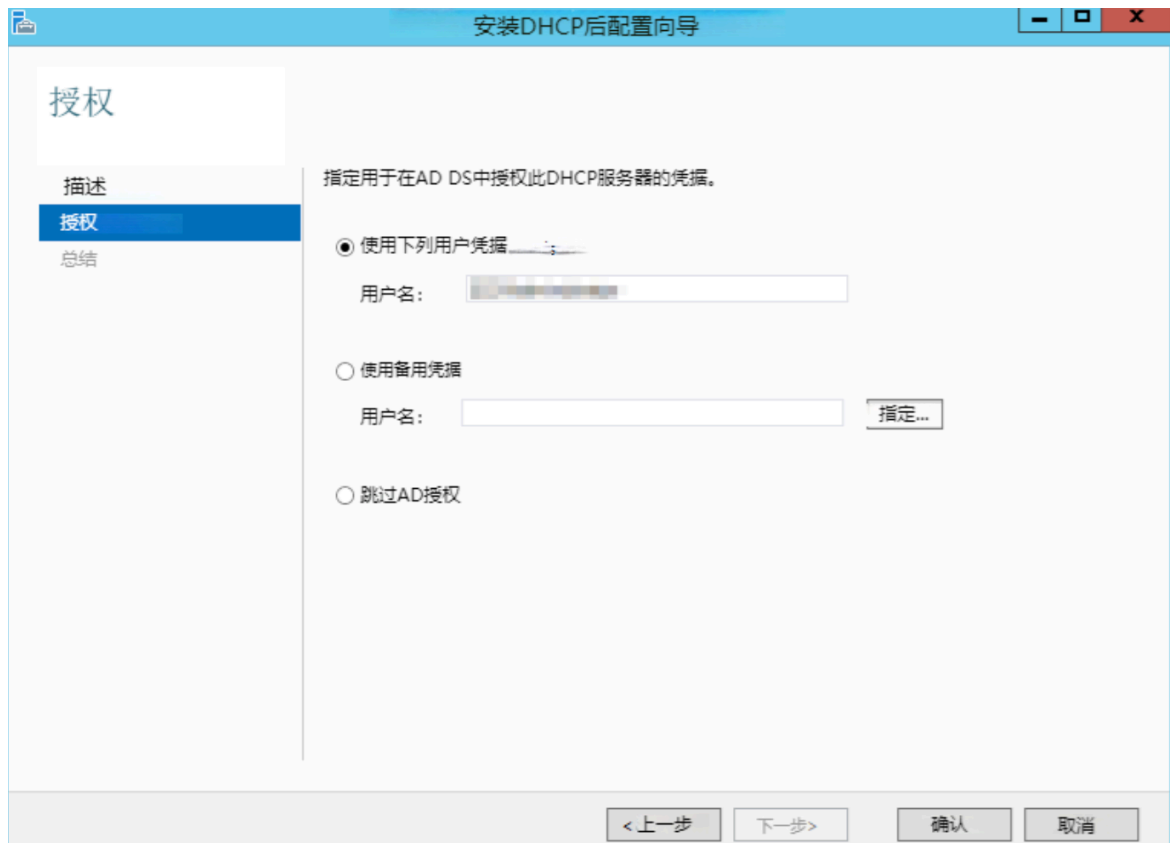 安装DHCP后配置向导
授权
描述
授权
总结
指定用于在AD DS中授权此DHCP服务器的凭据。
使用下列用户凭据
用户名：
使用备用凭据
用户名：
指定...
跳过AD授权
<上一步
下一步>
确认
取消